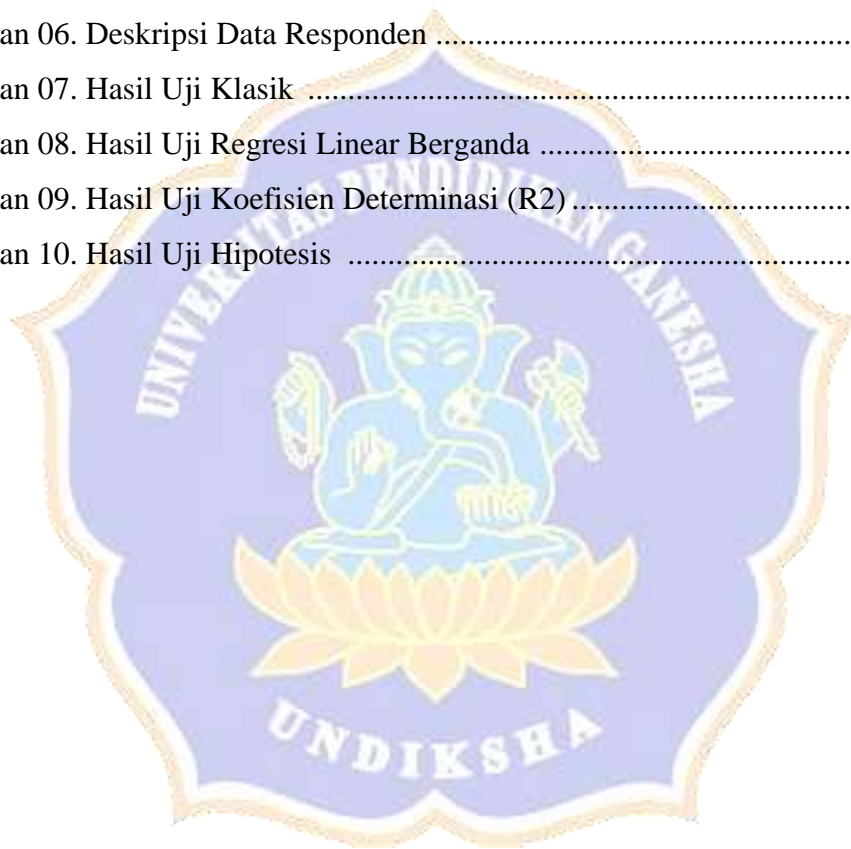 an 06. Deskripsi Data Responden ....................................................
an 07. Hasil Uji Klasik ....................................................................
an 08. Hasil Uji Regresi Linear Berganda .......................................
an 09. Hasil Uji Koefisien Determinasi (R2) ...................................
an 10. Hasil Uji Hipotesis ...............................................................
UNIVERSITAS PENDIDIKAN GANESHA
UNDIKSHA